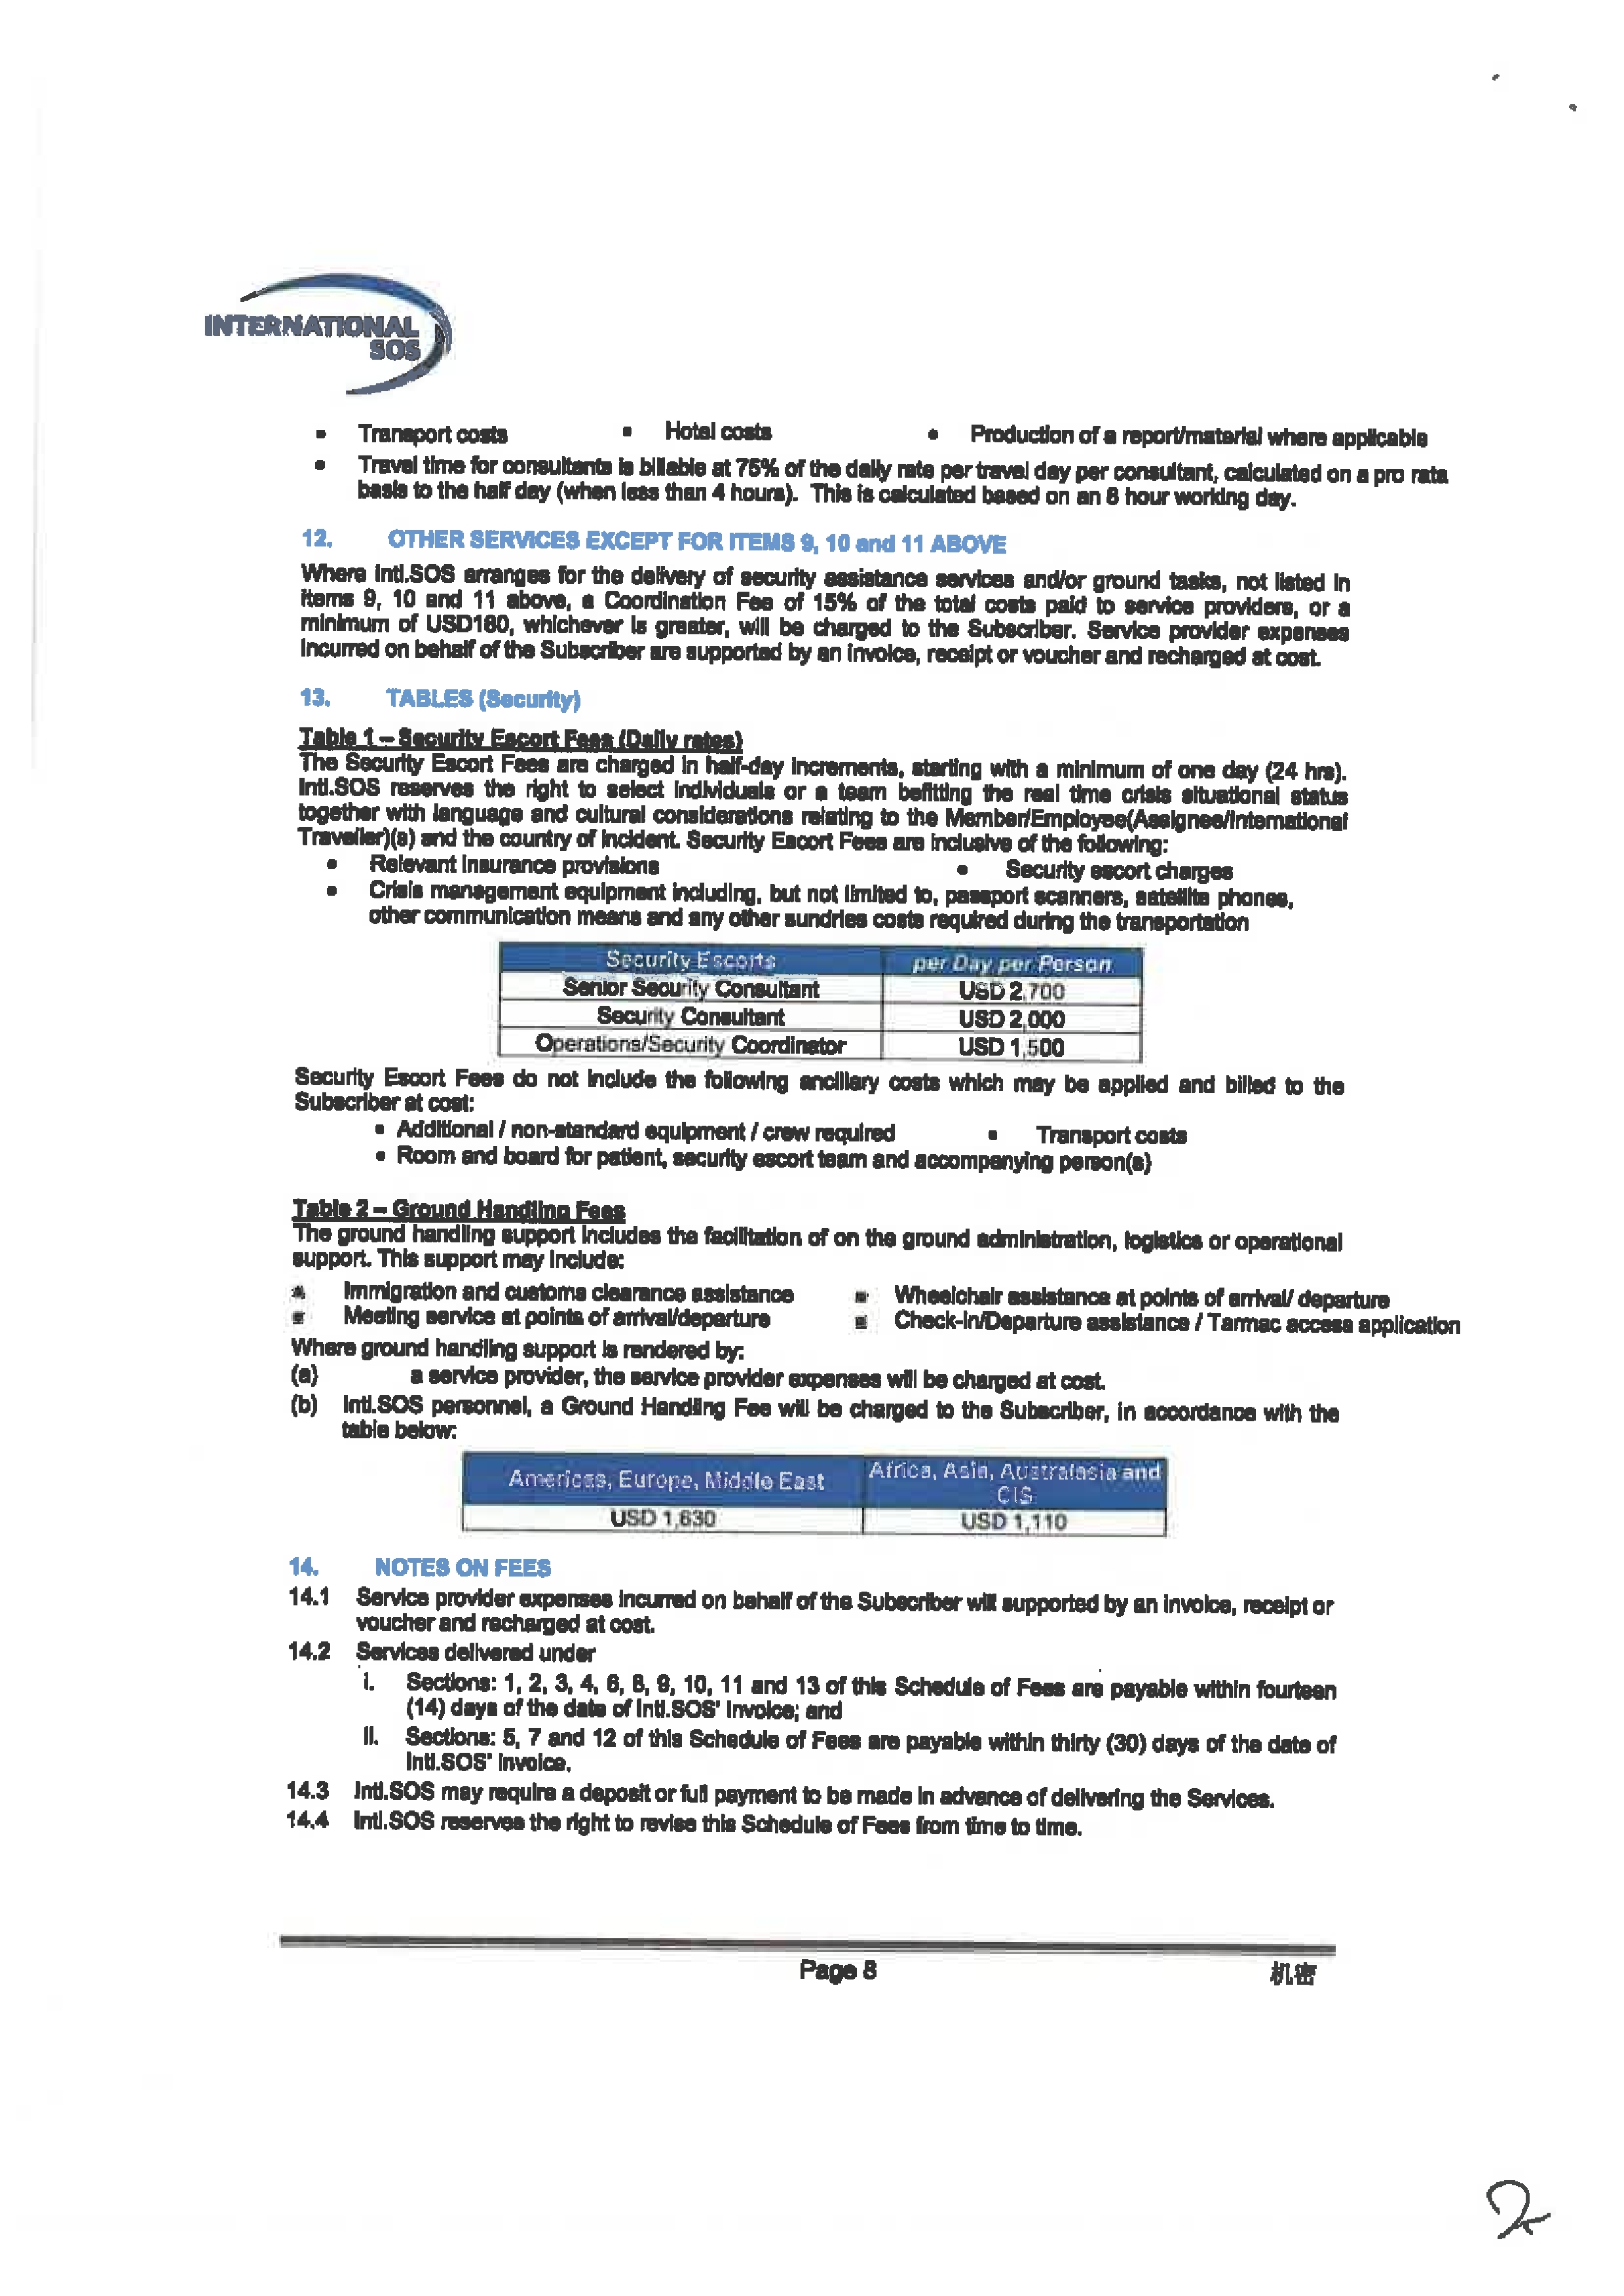 INTERNATIONAL
SOS
• Transport costs • Hotel costs • Production of a report/material where applicable
• Travel time for consultants is billable at 75% of the daily rate per travel day per consultant, calculated on a pro rata
basis to the half day (when less than 4 hours). This is calculated based on an 8 hour working day.
12. OTHER SERVICES EXCEPT FOR ITEMS 9, 10 and 11 ABOVE
Where Intl.SOS arranges for the delivery of security assistance services and/or ground tasks, not listed in
items 9, 10 and 11 above, a Coordination Fee of 15% of the total costs paid to service providers, or a
minimum of USD180, whichever is greater, will be charged to the Subscriber. Service provider expenses
incurred on behalf of the Subscriber are supported by an invoice, receipt or voucher and recharged at cost.
13. TABLES (Security)
Table 1 – Security Escort Fees (Daily rates)
The Security Escort Fees are charged in half-day increments, starting with a minimum of one day (24 hrs).
Intl.SOS reserves the right to select individuals or a team befitting the real time crisis situational status
together with language and cultural considerations relating to the Member/Employee(Assignee/International
Traveller)(s) and the country of incident. Security Escort Fees are inclusive of the following:
• Relevant insurance provisions • Security escort charges
• Crisis management equipment including, but not limited to, passport scanners, satellite phones,
other communication means and any other sundries costs required during the transportation
Security Escorts per Day per Person
Senior Security Consultant USD 2,700
Security Consultant USD 2,000
Operations/Security Coordinator USD 1,500
Security Escort Fees do not include the following ancillary costs which may be applied and billed to the
Subscriber at cost:
• Additional / non-standard equipment / crew required • Transport costs
• Room and board for patient, security escort team and accompanying person(s)
Table 2 – Ground Handling Fees
The ground handling support includes the facilitation of on the ground administration, logistics or operational
support. This support may include:
▪ Immigration and customs clearance assistance ▪ Wheelchair assistance at points of arrival/ departure
▪ Meeting service at points of arrival/departure ▪ Check-in/Departure assistance / Tarmac access application
Where ground handling support is rendered by:
(a) a service provider, the service provider expenses will be charged at cost.
(b) Intl.SOS personnel, a Ground Handling Fee will be charged to the Subscriber, in accordance with the
table below:
Americas, Europe, Middle East Africa, Asia, Australasia and
CIS
USD 1,630 USD 1,110
14. NOTES ON FEES
14.1 Service provider expenses incurred on behalf of the Subscriber will supported by an invoice, receipt or
voucher and recharged at cost.
14.2 Services delivered under
i. Sections: 1, 2, 3, 4, 6, 8, 9, 10, 11 and 13 of this Schedule of Fees are payable within fourteen
(14) days of the date of Intl.SOS' invoice; and
ii. Sections: 5, 7 and 12 of this Schedule of Fees are payable within thirty (30) days of the date of
Intl.SOS' invoice.
14.3 Intl.SOS may require a deposit or full payment to be made in advance of delivering the Services.
14.4 Intl.SOS reserves the right to revise this Schedule of Fees from time to time.
Page 8 机密